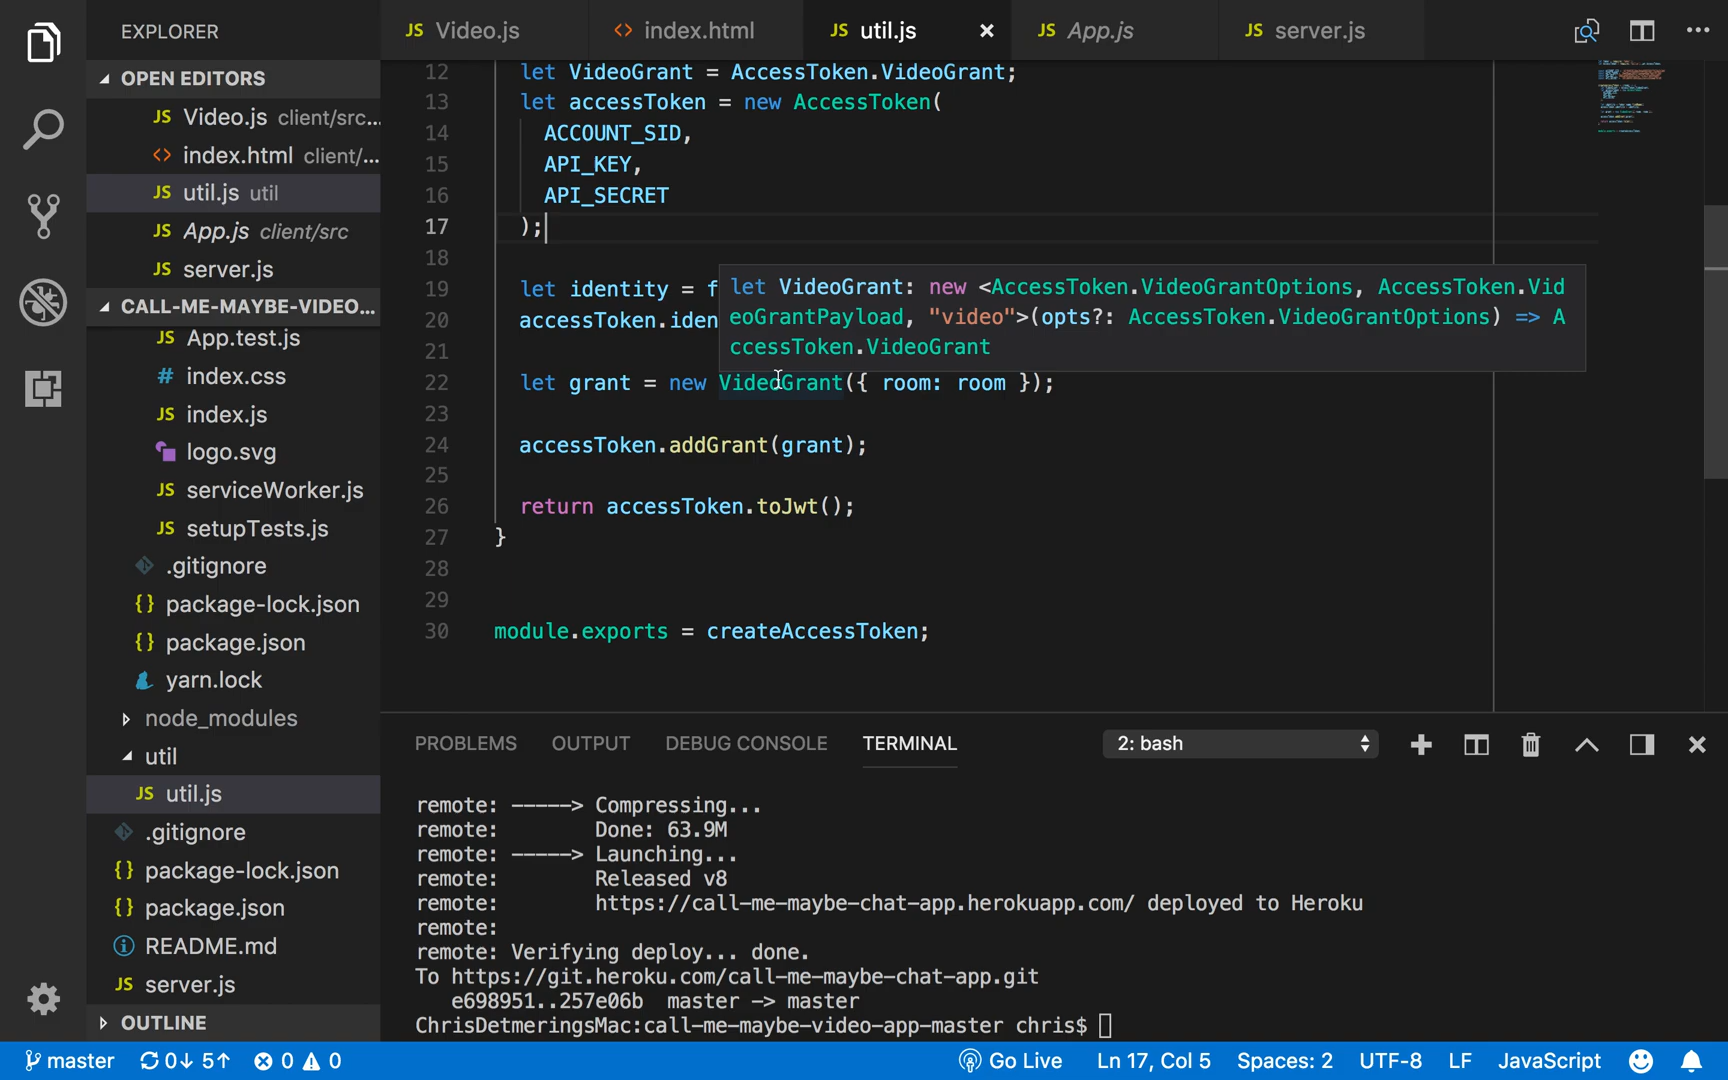 EXPLORER
JS Video.js
<> index.html
JS util.js ×
JS App.js
JS server.js
OPEN EDITORS
JS Video.js client/src...
<> index.html client/...
JS util.js util
JS App.js client/src
JS server.js
CALL-ME-MAYBE-VIDEO...
JS App.test.js
# index.css
JS index.js
logo.svg
JS serviceWorker.js
JS setupTests.js
.gitignore
{} package-lock.json
{} package.json
yarn.lock
node_modules
util
JS util.js
.gitignore
{} package-lock.json
{} package.json
README.md
JS server.js
OUTLINE
12 let VideoGrant = AccessToken.VideoGrant;
13 let accessToken = new AccessToken(
14 ACCOUNT_SID,
15 API_KEY,
16 API_SECRET
17 );
18
19 let identity = f
20 accessToken.iden
21
let VideoGrant: new <AccessToken.VideoGrantOptions, AccessToken.Vid
eoGrantPayload, "video">(opts?: AccessToken.VideoGrantOptions) => A
ccessToken.VideoGrant
22 let grant = new VideoGrant({ room: room });
23
24 accessToken.addGrant(grant);
25
26 return accessToken.toJwt();
27 }
28
29
30 module.exports = createAccessToken;
PROBLEMS OUTPUT DEBUG CONSOLE TERMINAL 2: bash
remote: -----> Compressing...
remote: Done: 63.9M
remote: -----> Launching...
remote: Released v8
remote: https://call-me-maybe-chat-app.herokuapp.com/ deployed to Heroku
remote:
remote: Verifying deploy... done.
To https://git.heroku.com/call-me-maybe-chat-app.git
e698951..257e06b master -> master
ChrisDetmeringsMac:call-me-maybe-video-app-master chris$
master 0↓ 5↑ 0 0 Go Live Ln 17, Col 5 Spaces: 2 UTF-8 LF JavaScript